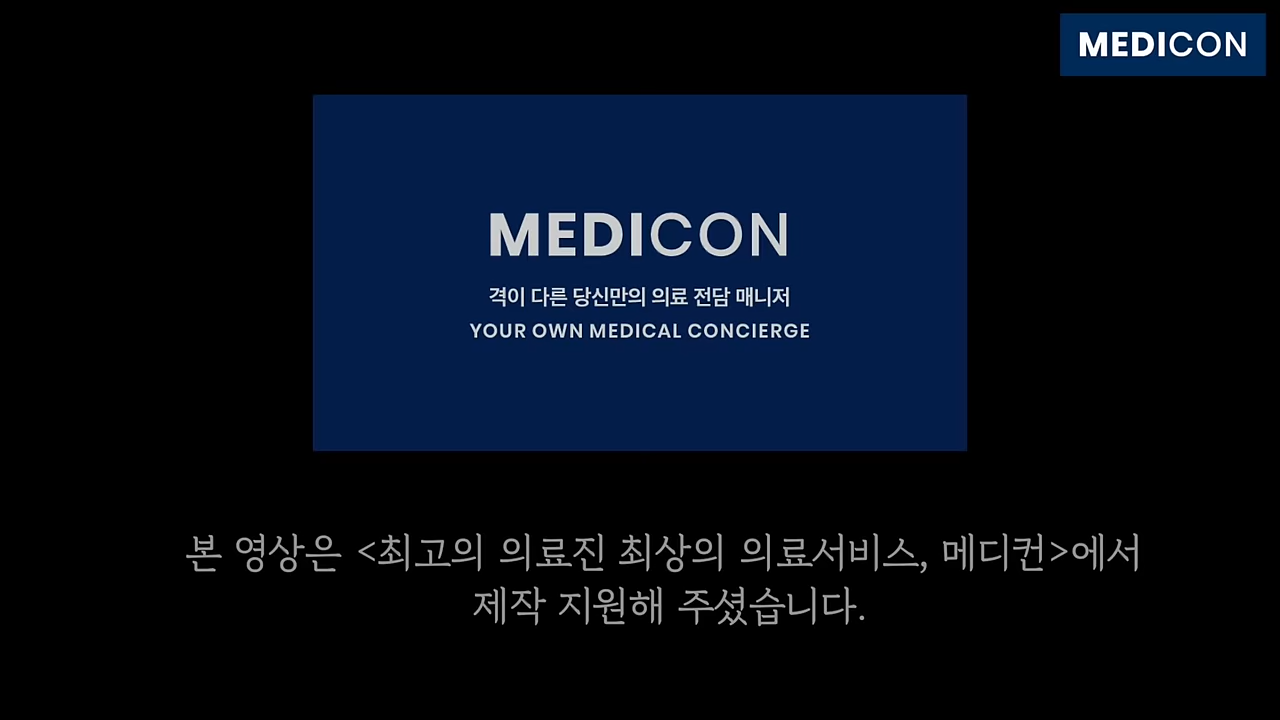 MEDICON
MEDICON
격이 다른 당신만의 의료 전담 매니저
YOUR OWN MEDICAL CONCIERGE
본 영상은 <최고의 의료진 최상의 의료서비스, 메디컨>에서
제작 지원해 주셨습니다.